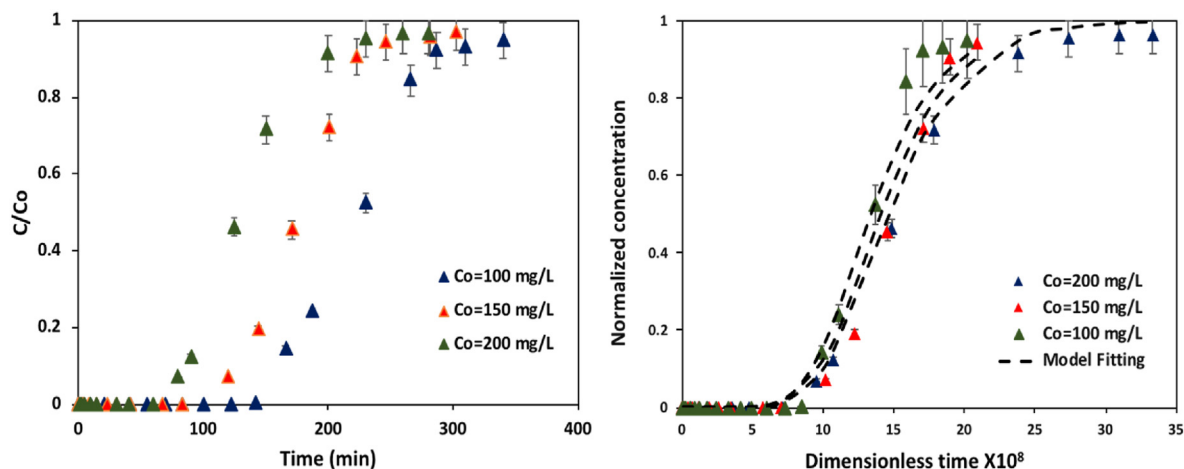 1
0.8
0.6
0.4
0.2
0
C/Co
0
100
200
300
400
Time (min)
Co=100 mg/L
Co=150 mg/L
Co=200 mg/L
1
0.8
0.6
0.4
0.2
0
Normalized concentration
0
5
10
15
20
25
30
35
Dimensionless time X10⁸
Co=200 mg/L
Co=150 mg/L
Co=100 mg/L
Model Fitting